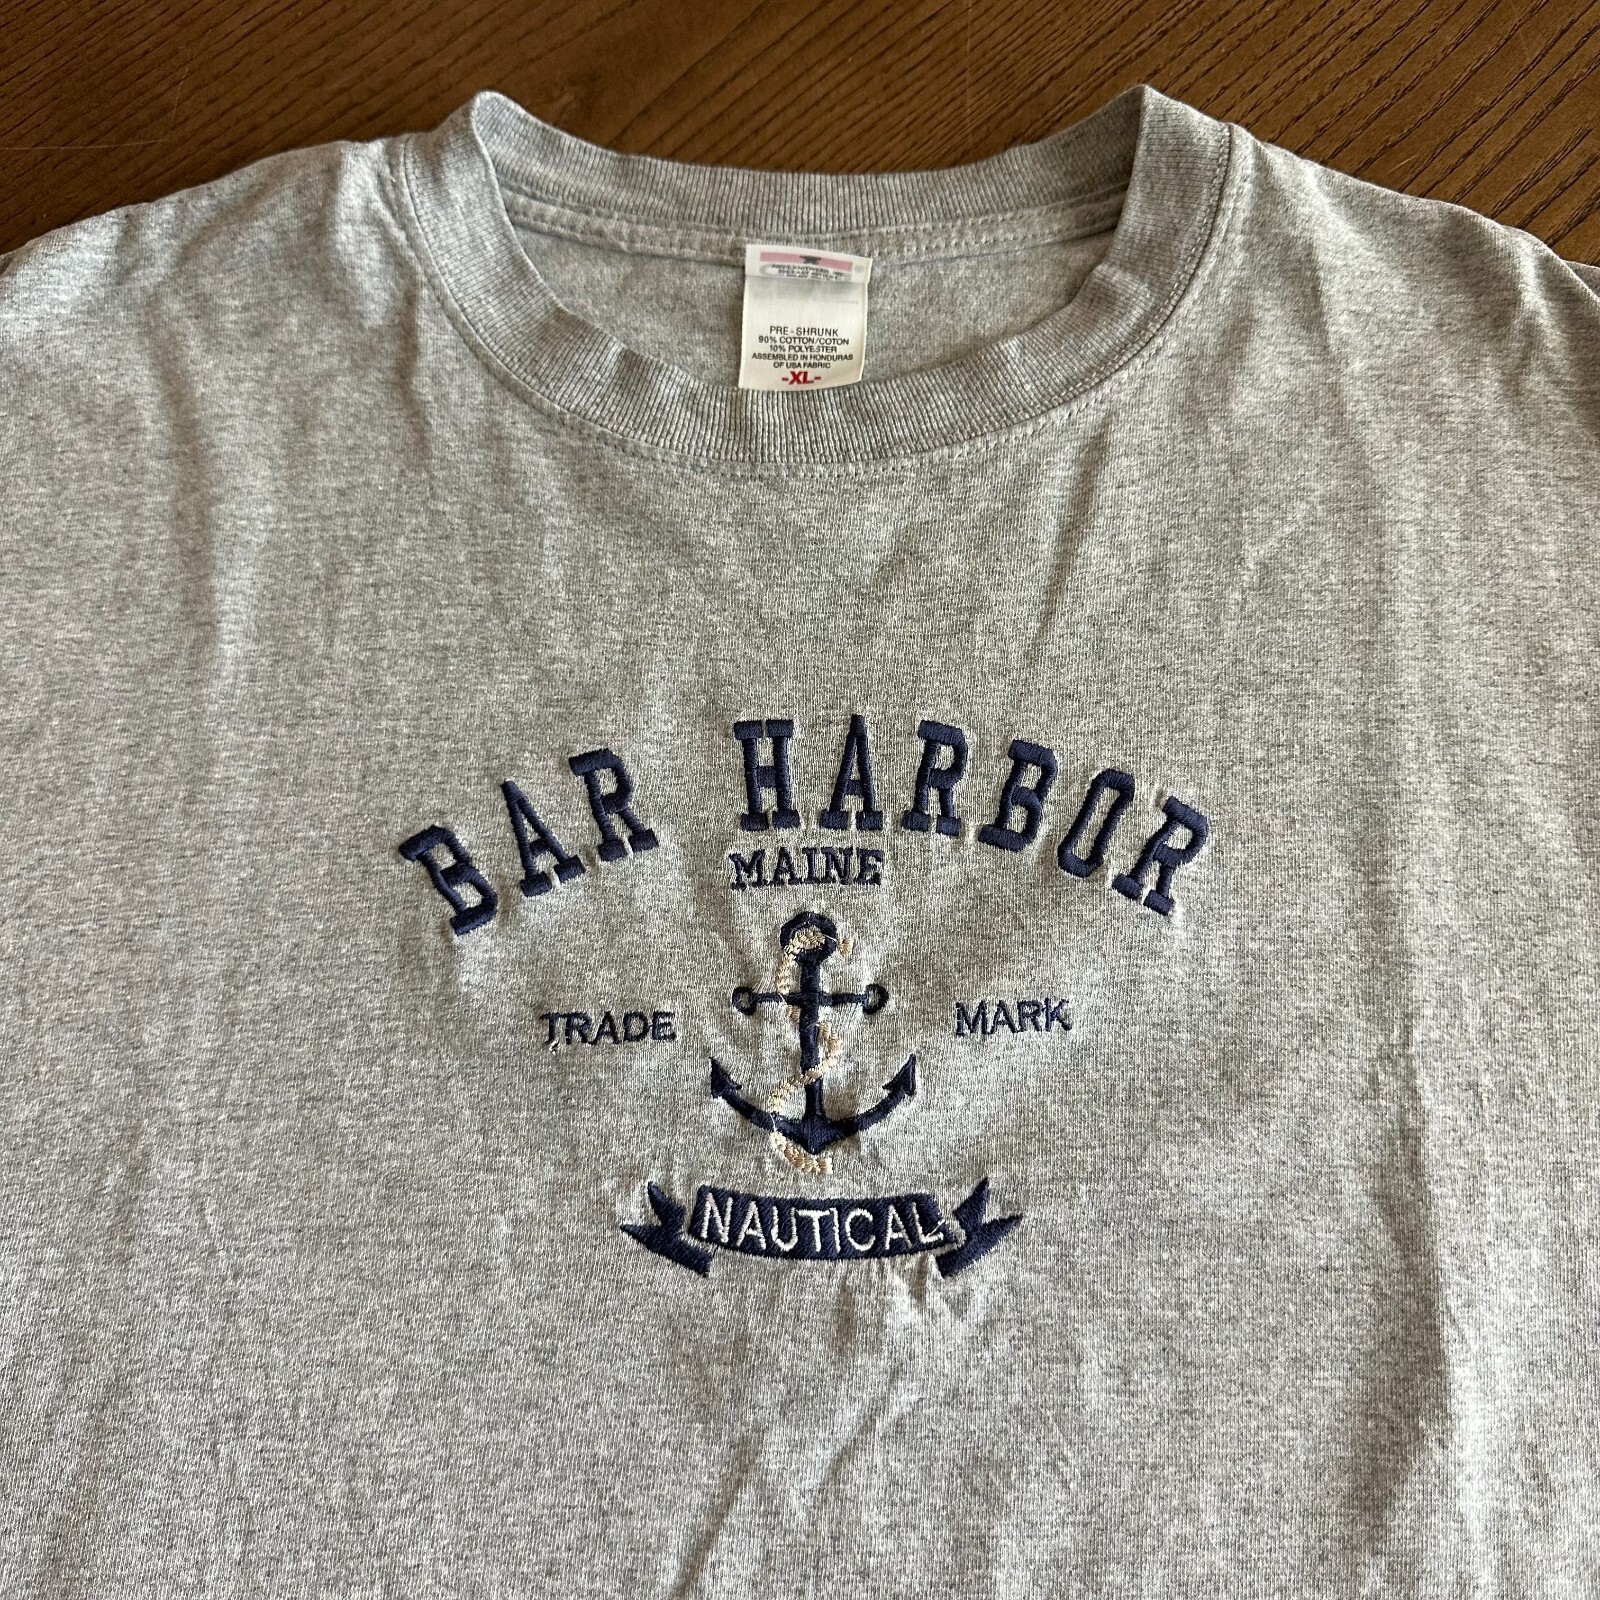 PRE-SHRUNK
90% COTTON/COTON
10% POLYESTER
ASSEMBLED IN HONDURAS
OF USA FABRIC
-XL-
BAR HARBOR
MAINE
TRADE MARK
NAUTICAL